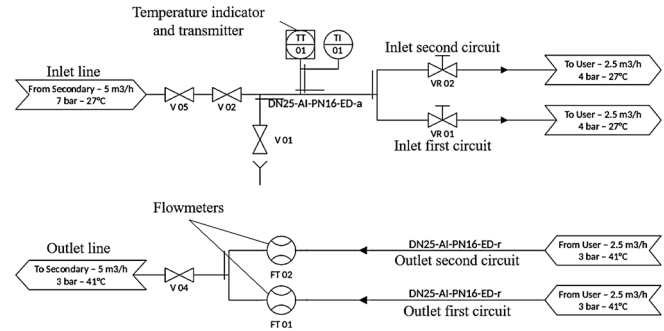 Temperature indicator
and transmitter
TT
01
TI
01
Inlet line
From Secondary – 5 m3/h
7 bar – 27°C
V 05
V 02
DN25-AI-PN16-ED-a
V 01
Inlet second circuit
VR 02
To User – 2.5 m3/h
4 bar – 27°C
VR 01
Inlet first circuit
To User – 2.5 m3/h
4 bar – 27°C
Flowmeters
Outlet line
To Secondary – 5 m3/h
3 bar – 41°C
V 04
FT 02
DN25-AI-PN16-ED-r
Outlet second circuit
From User – 2.5 m3/h
3 bar – 41°C
FT 01
DN25-AI-PN16-ED-r
Outlet first circuit
From User – 2.5 m3/h
3 bar – 41°C